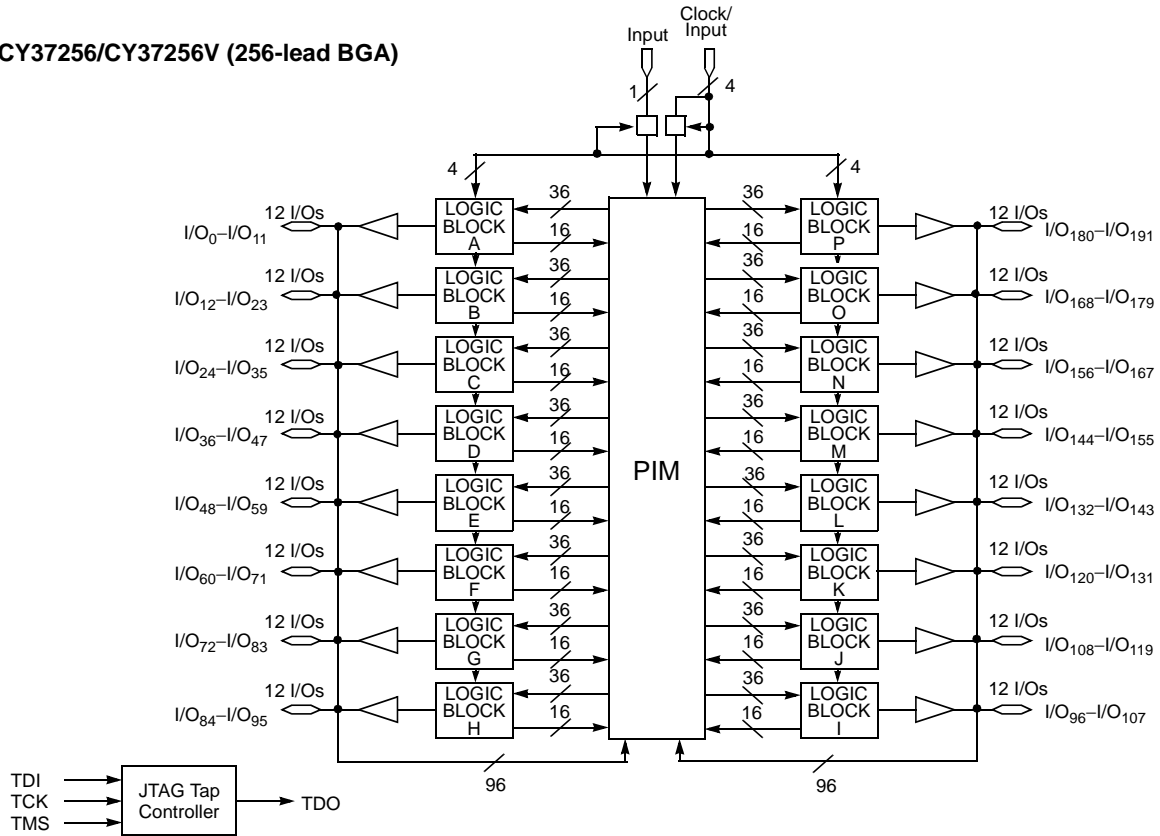 CY37256/CY37256V (256-lead BGA)
Input
Clock/
Input
1
4
4
4
12 I/Os
I/O0–I/O11
LOGIC
BLOCK
A
36
16
36
16
LOGIC
BLOCK
P
12 I/Os
I/O180–I/O191
12 I/Os
I/O12–I/O23
LOGIC
BLOCK
B
36
16
36
16
LOGIC
BLOCK
O
12 I/Os
I/O168–I/O179
12 I/Os
I/O24–I/O35
LOGIC
BLOCK
C
36
16
36
16
LOGIC
BLOCK
N
12 I/Os
I/O156–I/O167
12 I/Os
I/O36–I/O47
LOGIC
BLOCK
D
36
16
PIM
36
16
LOGIC
BLOCK
M
12 I/Os
I/O144–I/O155
12 I/Os
I/O48–I/O59
LOGIC
BLOCK
E
36
16
36
16
LOGIC
BLOCK
L
12 I/Os
I/O132–I/O143
12 I/Os
I/O60–I/O71
LOGIC
BLOCK
F
36
16
36
16
LOGIC
BLOCK
K
12 I/Os
I/O120–I/O131
12 I/Os
I/O72–I/O83
LOGIC
BLOCK
G
36
16
36
16
LOGIC
BLOCK
J
12 I/Os
I/O108–I/O119
12 I/Os
I/O84–I/O95
LOGIC
BLOCK
H
36
16
36
16
LOGIC
BLOCK
I
12 I/Os
I/O96–I/O107
96
96
TDI
TCK
TMS
JTAG Tap
Controller
TDO